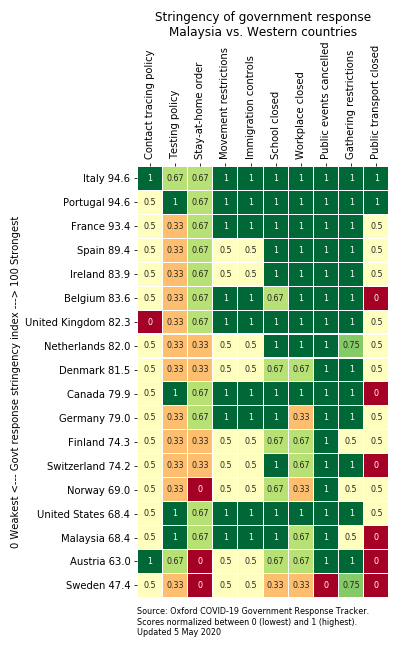 Stringency of government response
Malaysia vs. Western countries
Contact tracing policy
Testing policy
Stay-at-home order
Movement restrictions
Immigration controls
School closed
Workplace closed
Public events cancelled
Gathering restrictions
Public transport closed
0 Weakest <--- Govt response stringency index ---> 100 Strongest
Italy 94.6 1 0.67 0.67 1 1 1 1 1 1 1
Portugal 94.6 0.5 1 0.67 1 1 1 1 1 1 1
France 93.4 0.5 0.33 0.67 1 1 1 1 1 1 0.5
Spain 89.4 0.5 0.33 0.67 0.5 0.5 1 1 1 1 0.5
Ireland 83.9 0.5 0.33 0.67 0.5 0.5 1 1 1 1 0.5
Belgium 83.6 0.5 0.33 0.67 1 1 0.67 1 1 1 0
United Kingdom 82.3 0 0.33 0.67 1 1 1 1 1 1 0.5
Netherlands 82.0 0.5 0.33 0.33 0.5 0.5 1 1 1 0.75 0.5
Denmark 81.5 0.5 0.33 0.33 0.5 0.5 0.67 0.67 1 1 0.5
Canada 79.9 0.5 1 0.67 1 1 1 1 1 1 0
Germany 79.0 0.5 0.33 0.67 1 1 1 0.33 1 1 0.5
Finland 74.3 0.5 0.33 0.33 0.5 0.5 0.67 0.67 1 0.5 0.5
Switzerland 74.2 0.5 0.33 0.33 0.5 0.5 1 0.67 1 1 0
Norway 69.0 0.5 0.33 0 0.5 0.5 0.67 0.33 1 0.5 0.5
United States 68.4 0.5 1 0.67 1 1 1 1 1 1 0.5
Malaysia 68.4 0.5 1 0.67 1 1 1 0.67 1 0.5 0
Austria 63.0 1 0.67 0 0.5 0.5 0.67 0.67 1 1 0
Sweden 47.4 0.5 0.33 0 0.5 0.5 0.33 0.33 0 0.75 0
Source: Oxford COVID-19 Government Response Tracker.
Scores normalized between 0 (lowest) and 1 (highest).
Updated 5 May 2020